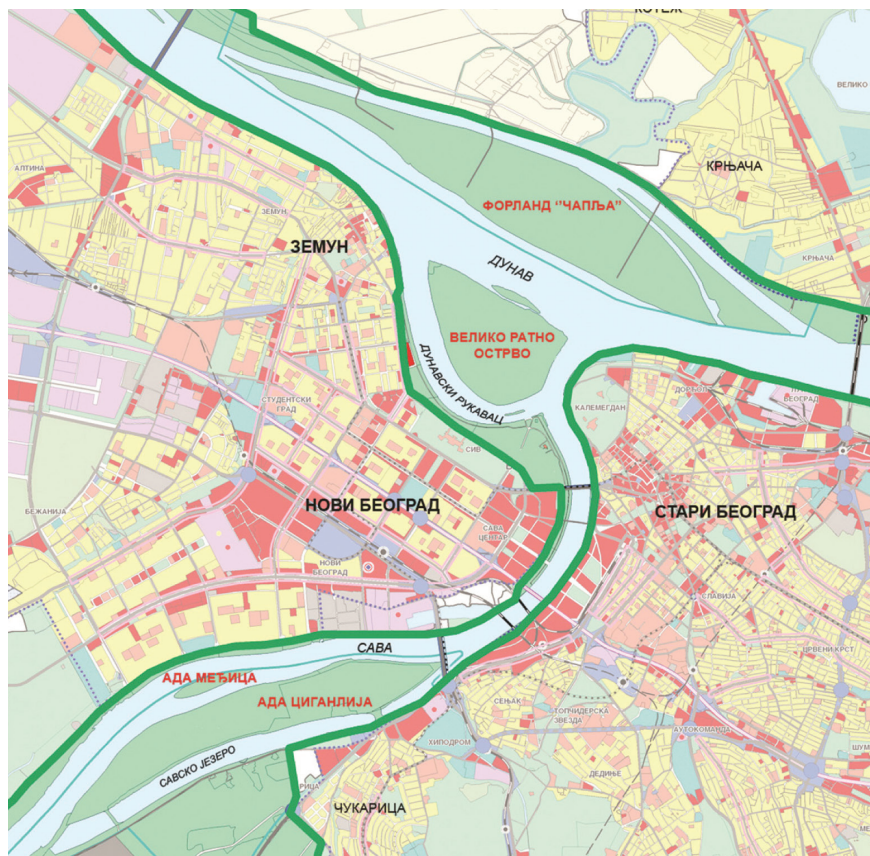 КОТЕЖ
ВЕЛИКО
АЛТИНА
КРЊАЧА
ФОРЛАНД “ЧАПЉА”
ЗЕМУН
ЗЕМУН
ДУНАВ
КРЊАЧА
ВЕЛИКО РАТНО
ОСТРВО
ДУНАВСКИ РУКАВАЦ
ДОРЋОЛ
БЕОГРАД
СТУДЕНТСКИ
ГРАД
КАЛЕМЕГДАН
СИВ
БЕЖАНИЈА
НОВИ БЕОГРАД
СТАРИ БЕОГРАД
САВА
ЦЕНТАР
НОВИ
БЕОГРАД
СЛАВИЈА
САВА
ЦРВЕНИ КРСТ
АДА МЕЂИЦА
АДА ЦИГАНЛИЈА
СЕЊАК
ТОПЧИДЕРСКА
ЗВЕЗДА
АУТОКОМАНДА
ХИПОДРОМ
ШУМ
САВСКО ЈЕЗЕРО
ДЕДИЊЕ
РИЦА
ЧУКАРИЦА